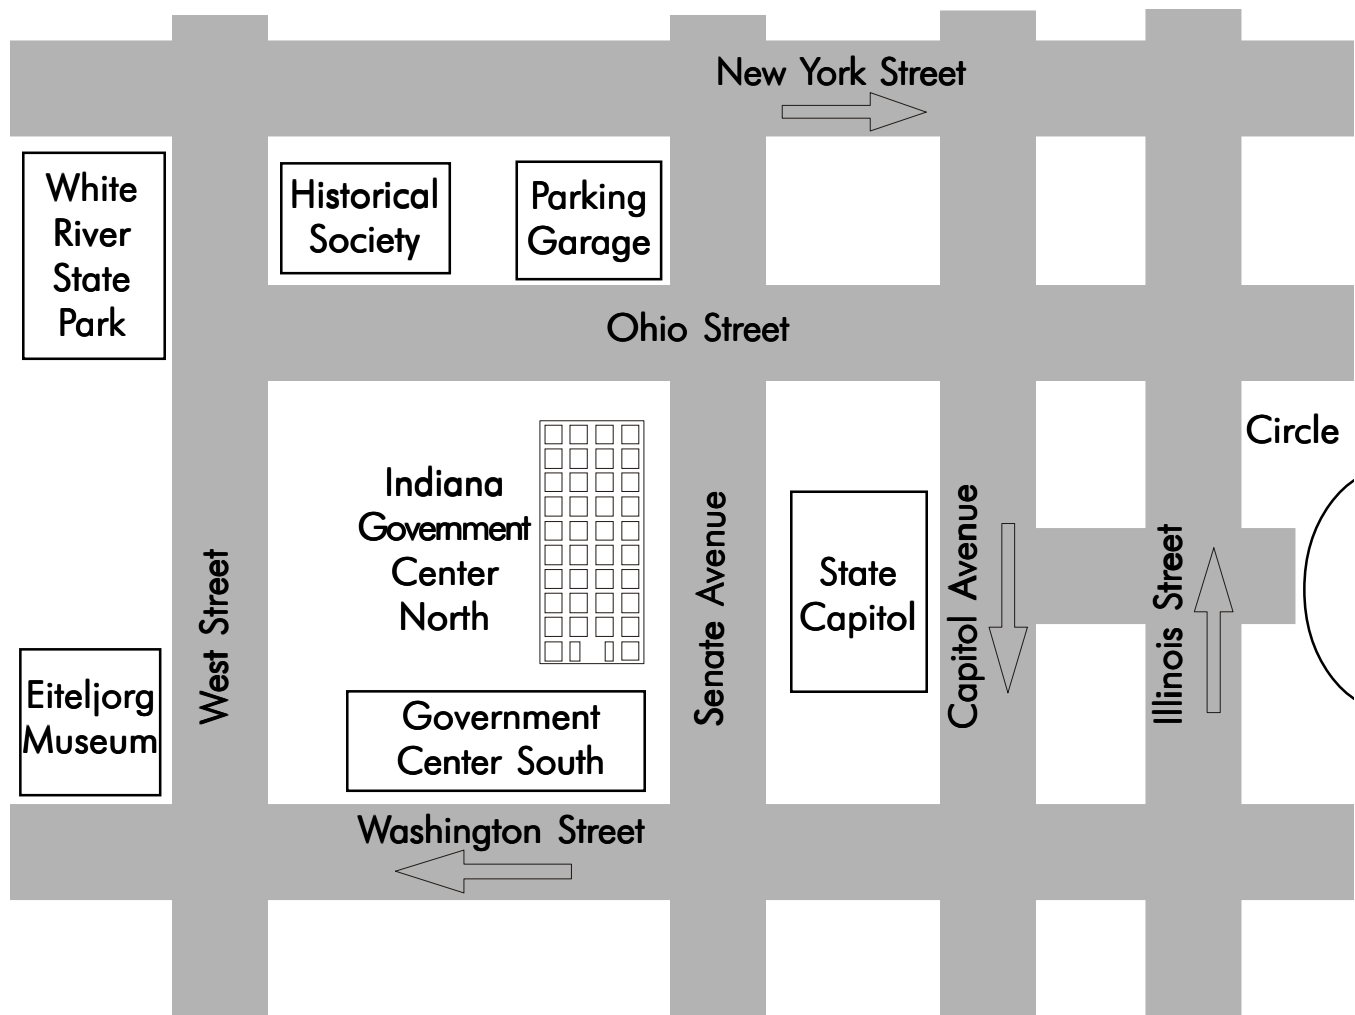 New York Street
White
River
State
Park
Historical
Society
Parking
Garage
Ohio Street
Circle
Indiana
Government
Center
North
West Street
Senate Avenue
State
Capitol
Capitol Avenue
Illinois Street
Eiteljorg
Museum
Government
Center South
Washington Street